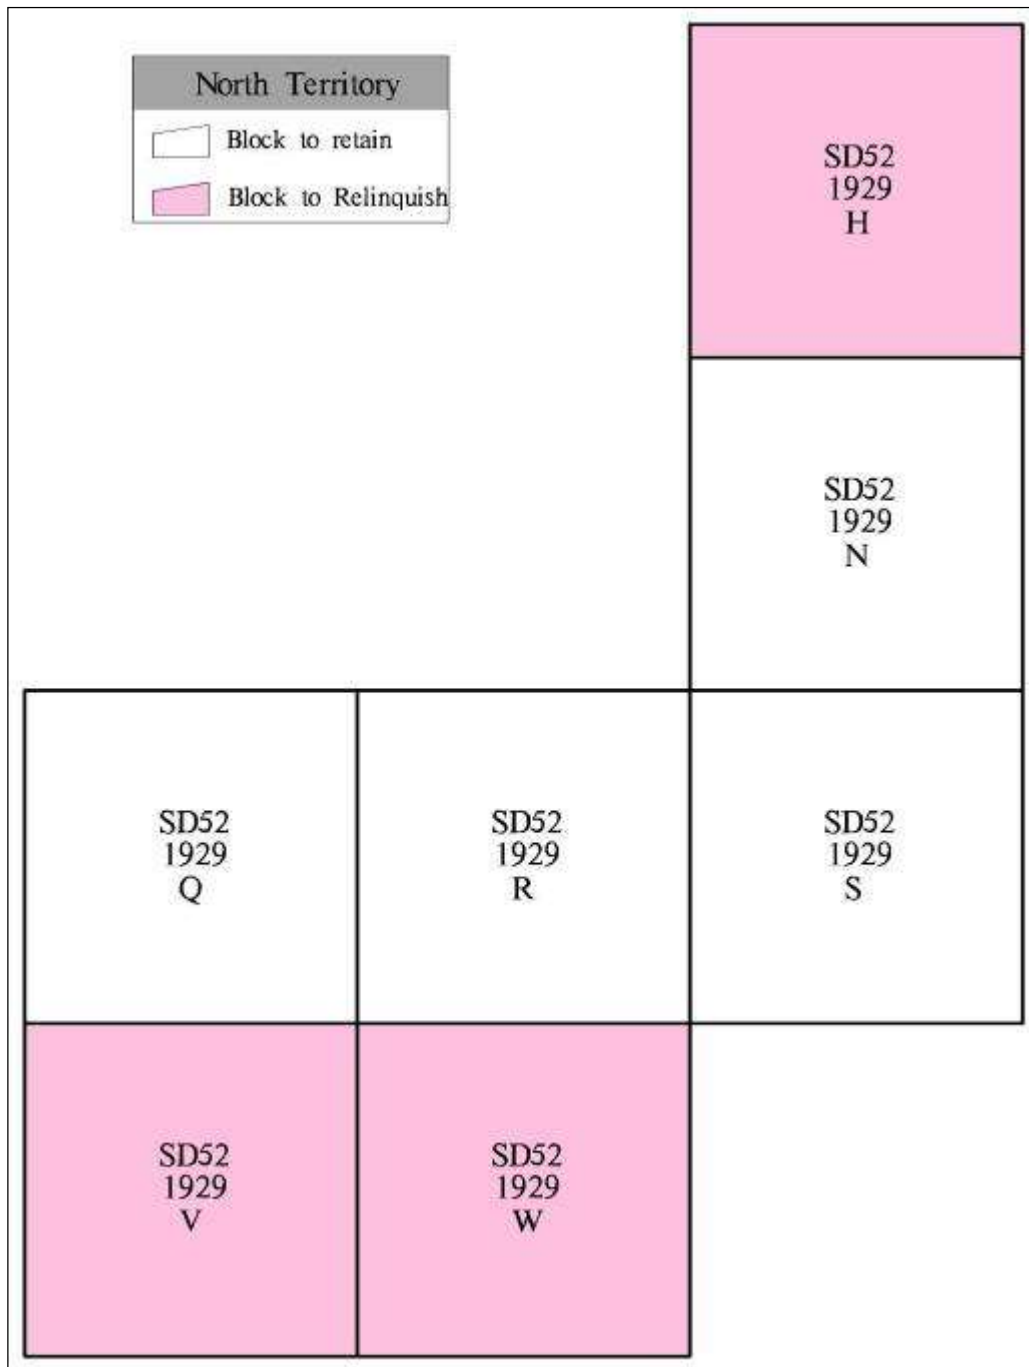 North Territory
Block to retain
Block to Relinquish
SD52
1929
H
SD52
1929
N
SD52
1929
Q
SD52
1929
R
SD52
1929
S
SD52
1929
V
SD52
1929
W